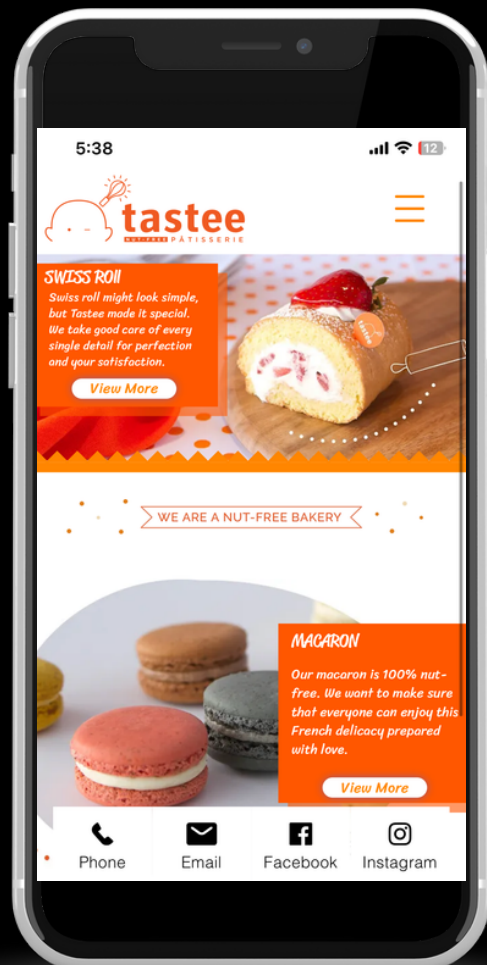 5:38
12
tastee
NUT-FREE PÂTISSERIE
SWISS ROll
Swiss roll might look simple,
but Tastee made it special.
We take good care of every
single detail for perfection
and your satisfaction.
View More
tastee
WE ARE A NUT-FREE BAKERY
MACARON
Our macaron is 100% nut-
free. We want to make sure
that everyone can enjoy this
French delicacy prepared
with love.
View More
Phone
Email
Facebook
Instagram